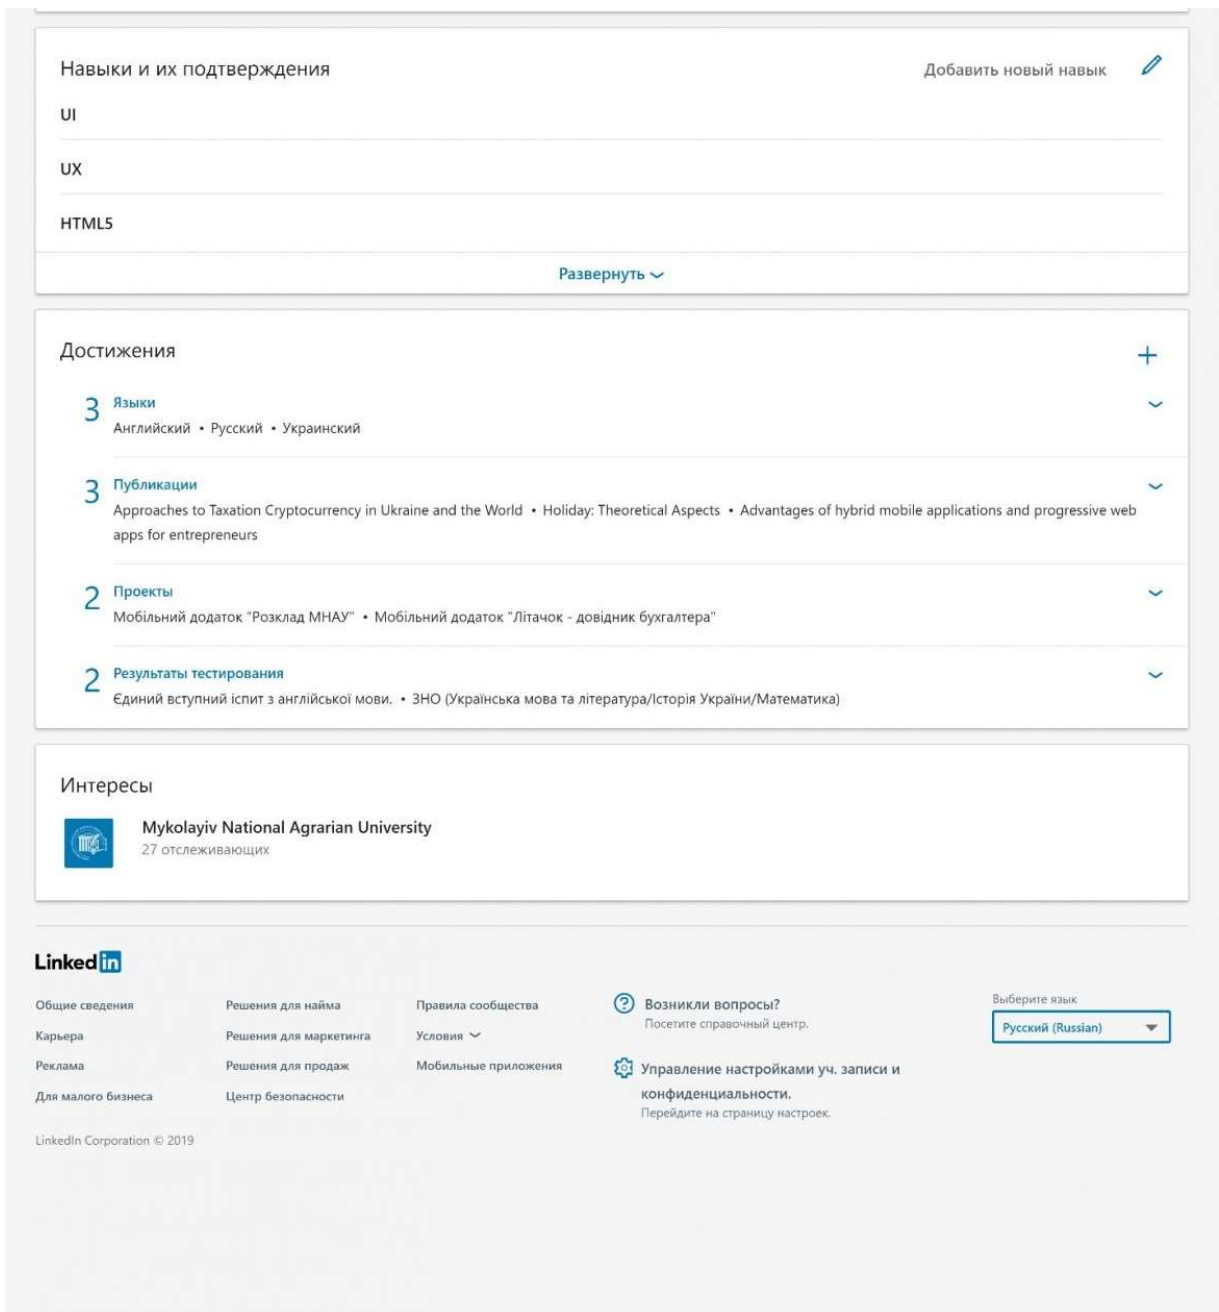 Навыки и их подтверждения
Добавить новый навык
UI
UX
HTML5
Развернуть
Достижения
3 Языки
Английский • Русский • Украинский
3 Публикации
Approaches to Taxation Cryptocurrency in Ukraine and the World • Holiday: Theoretical Aspects • Advantages of hybrid mobile applications and progressive web
apps for entrepreneurs
2 Проекты
Мобільний додаток "Розклад МНАУ" • Мобільний додаток "Літачок - довідник бухгалтера"
2 Результаты тестирования
Єдиний вступний іспит з англійської мови. • ЗНО (Українська мова та література/Історія України/Математика)
Интересы
Mykolayiv National Agrarian University
27 отслеживающих
Linkedin
Общие сведения
Карьера
Реклама
Для малого бизнеса
Решения для найма
Решения для маркетинга
Решения для продаж
Центр безопасности
Правила сообщества
Условия
Мобильные приложения
Возникли вопросы?
Посетите справочный центр.
Управление настройками уч. записи и
конфиденциальности.
Перейдите на страницу настроек.
Выберите язык
Русский (Russian)
LinkedIn Corporation © 2019